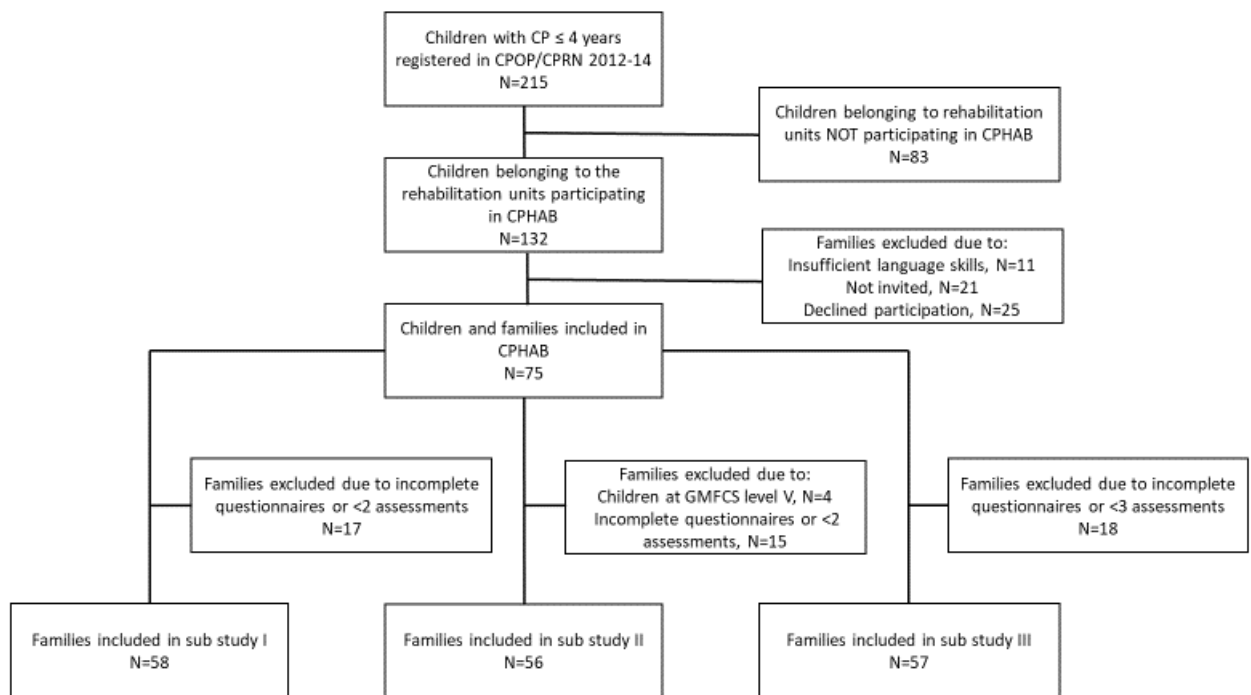 Children with CP ≤ 4 years
registered in CPOP/CPRN 2012-14
N=215
Children belonging to rehabilitation
units NOT participating in CPHAB
N=83
Children belonging to the
rehabilitation units participating
in CPHAB
N=132
Families excluded due to:
Insufficient language skills, N=11
Not invited, N=21
Declined participation, N=25
Children and families included in
CPHAB
N=75
Families excluded due to incomplete
questionnaires or <2 assessments
N=17
Families excluded due to:
Children at GMFCS level V, N=4
Incomplete questionnaires or <2
assessments, N=15
Families excluded due to incomplete
questionnaires or <3 assessments
N=18
Families included in sub study I
N=58
Families included in sub study II
N=56
Families included in sub study III
N=57